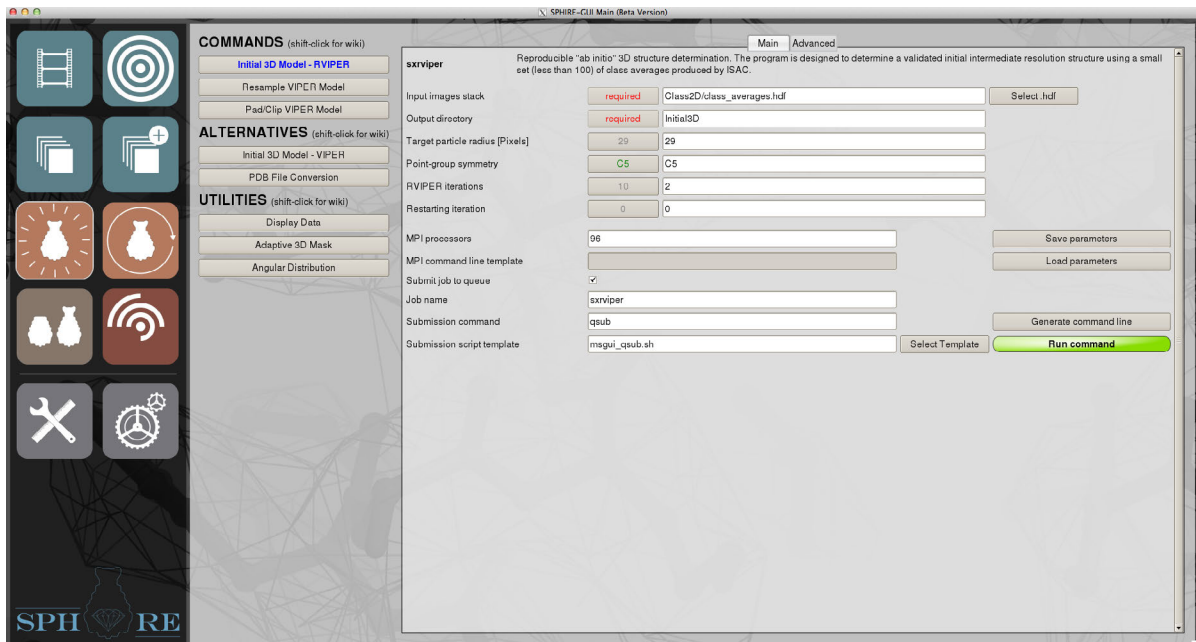 SPHIRE-GUI Main (Beta Version)
COMMANDS (shift-click for wiki)
Initial 3D Model - RVIPER
Resample VIPER Model
Pad/Clip VIPER Model
ALTERNATIVES (shift-click for wiki)
Initial 3D Model - VIPER
PDB File Conversion
UTILITIES (shift-click for wiki)
Display Data
Adaptive 3D Mask
Angular Distribution
Main Advanced
sxrviper Reproducible "ab initio" 3D structure determination. The program is designed to determine a validated initial intermediate resolution structure using a small
set (less than 100) of class averages produced by ISAC.
Input images stack required Class2D/class_averages.hdf Select .hdf
Output directory required Initial3D
Target particle radius [Pixels] 29 29
Point-group symmetry C5 C5
RVIPER iterations 10 2
Restarting iteration 0 0
MPI processors 96 Save parameters
MPI command line template Load parameters
Submit job to queue
Job name sxrviper
Submission command qsub Generate command line
Submission script template msgui_qsub.sh Select Template Run command
SPHIRE